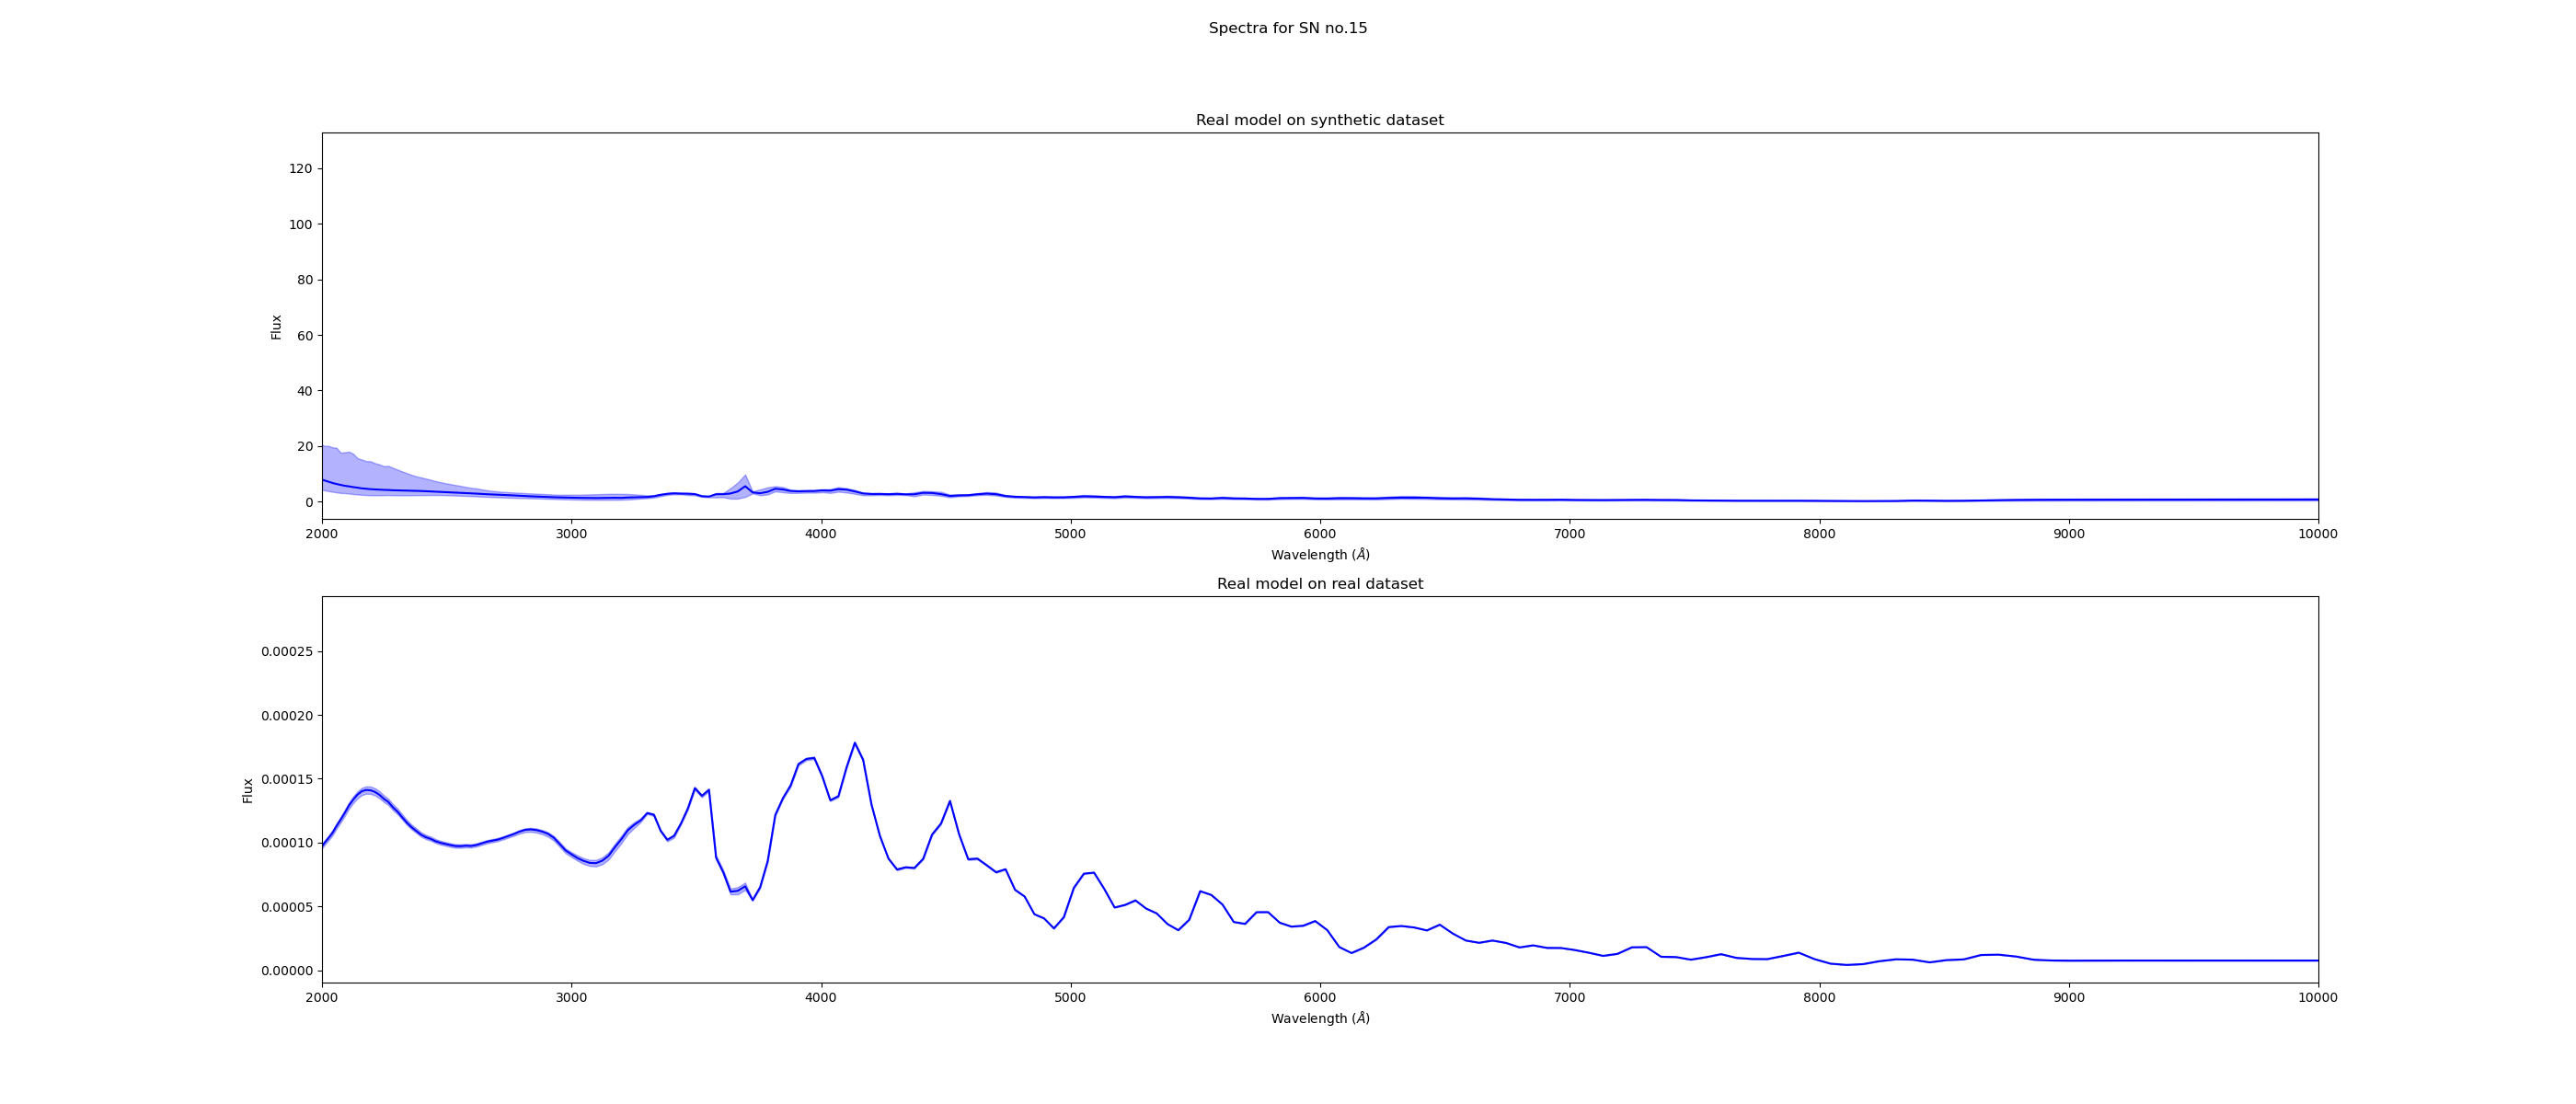 Spectra for SN no.15
Real model on synthetic dataset
120
100
80
60
40
20
0
Flux
2000 3000 4000 5000 6000 7000 8000 9000 10000
Wavelength (Å)
Real model on real dataset
0.00025
0.00020
0.00015
0.00010
0.00005
0.00000
Flux
2000 3000 4000 5000 6000 7000 8000 9000 10000
Wavelength (Å)